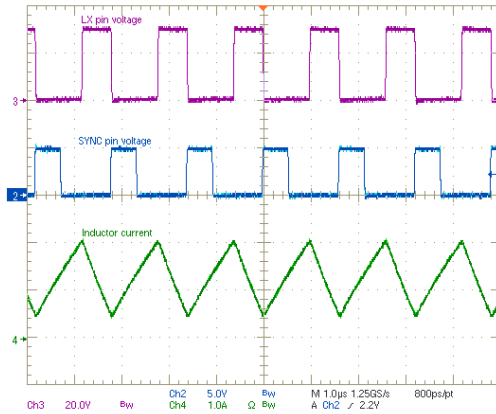 LX pin voltage
3
SYNC pin voltage
2
Inductor current
4
Ch2 5.0V Bw M 1.0µs 1.25GS/s 800ps/pt
Ch3 20.0V Bw Ch4 1.0A Ω Bw A Ch2 ∕ 2.2V